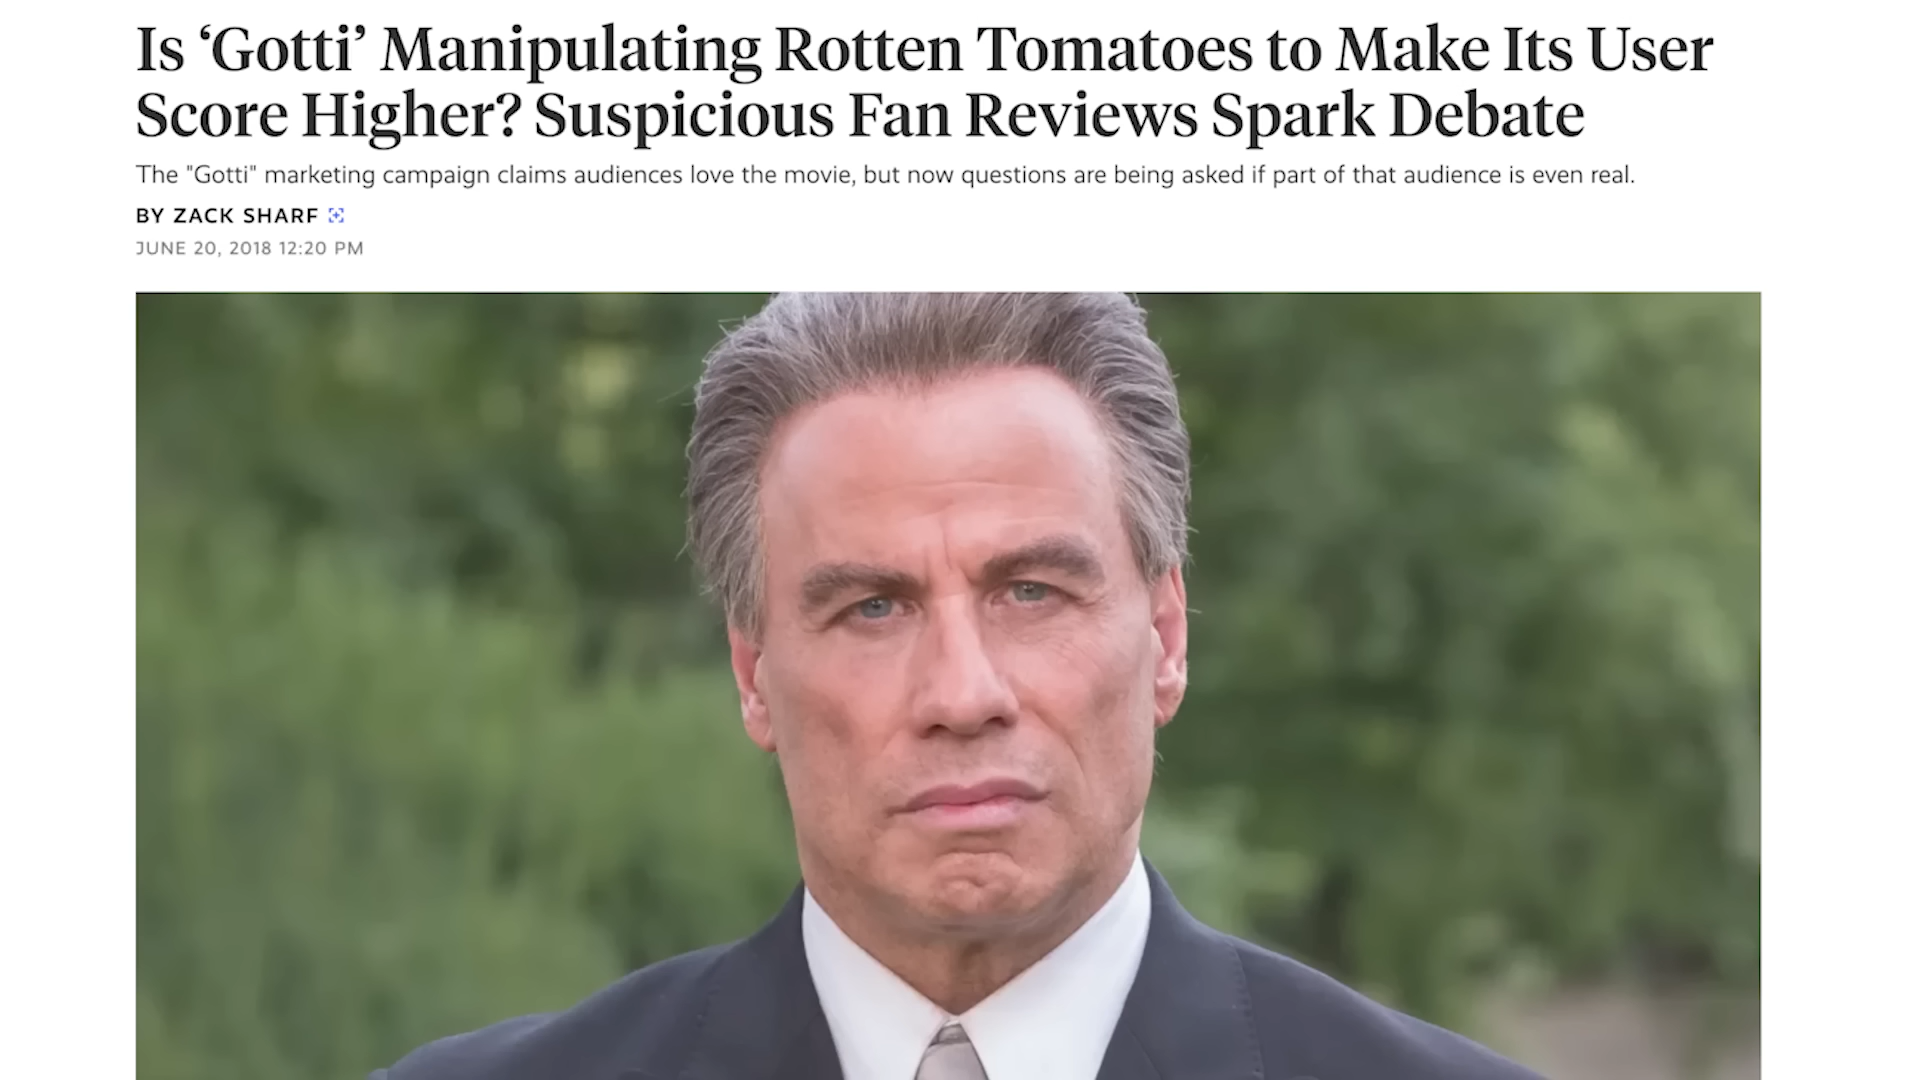 Is ‘Gotti’ Manipulating Rotten Tomatoes to Make Its User
Score Higher? Suspicious Fan Reviews Spark Debate
The "Gotti" marketing campaign claims audiences love the movie, but now questions are being asked if part of that audience is even real.
BY ZACK SHARF
JUNE 20, 2018 12:20 PM